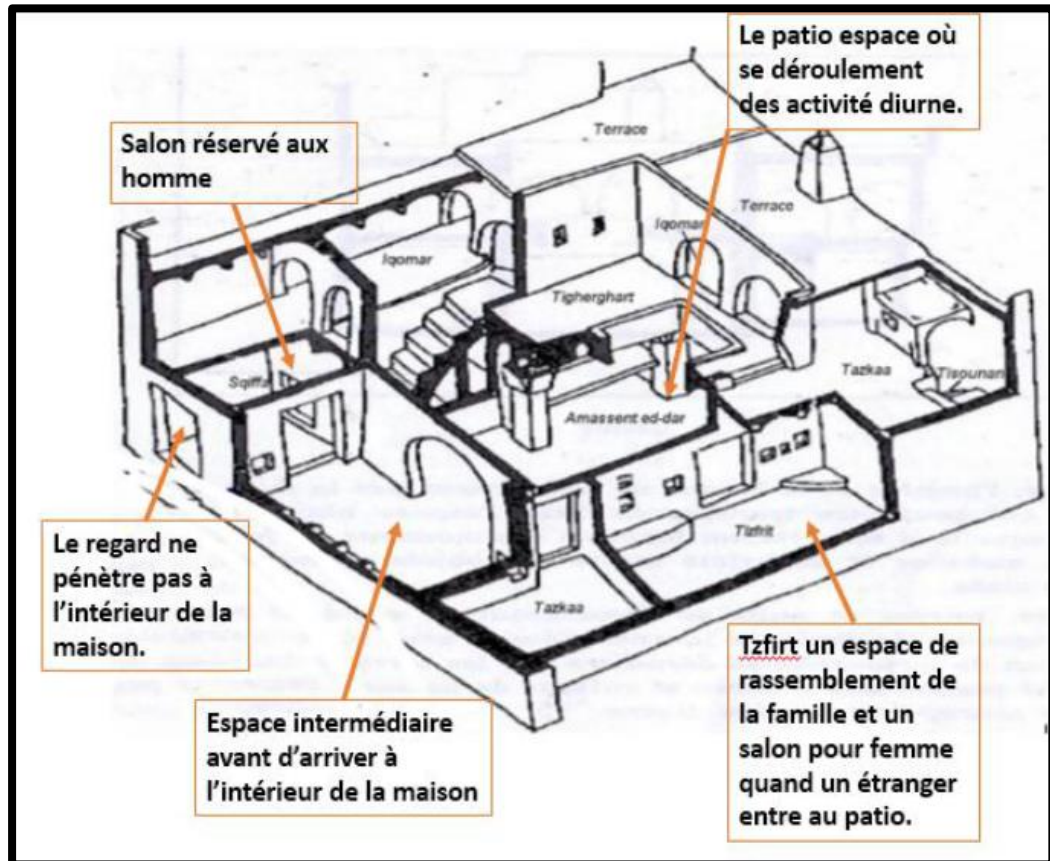 Le patio espace où
se déroulement
des activité diurne.
Salon réservé aux
homme
Terrace
Terrace
Iqomar
Iqomar
Tigherghart
Sqiffa
Tazkaa
Tisounan
Amassent ed-dar
Le regard ne
pénètre pas à
l'intérieur de la
maison.
Tazkaa
Espace intermédiaire
avant d'arriver à
l'intérieur de la maison
Tzfirt un espace de
rassemblement de
la famille et un
salon pour femme
quand un étranger
entre au patio.